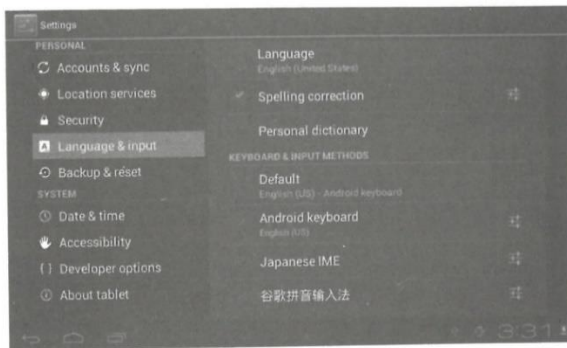 Settings
PERSONAL
Accounts & sync
Location services
Security
Language & input
Backup & reset
SYSTEM
Date & time
Accessibility
{ } Developer options
About tablet
Language
English (United States)
Spelling correction
Personal dictionary
KEYBOARD & INPUT METHODS
Default
English (US) - Android keyboard
Android keyboard
English (US)
Japanese IME
谷歌拼音输入法
3:31